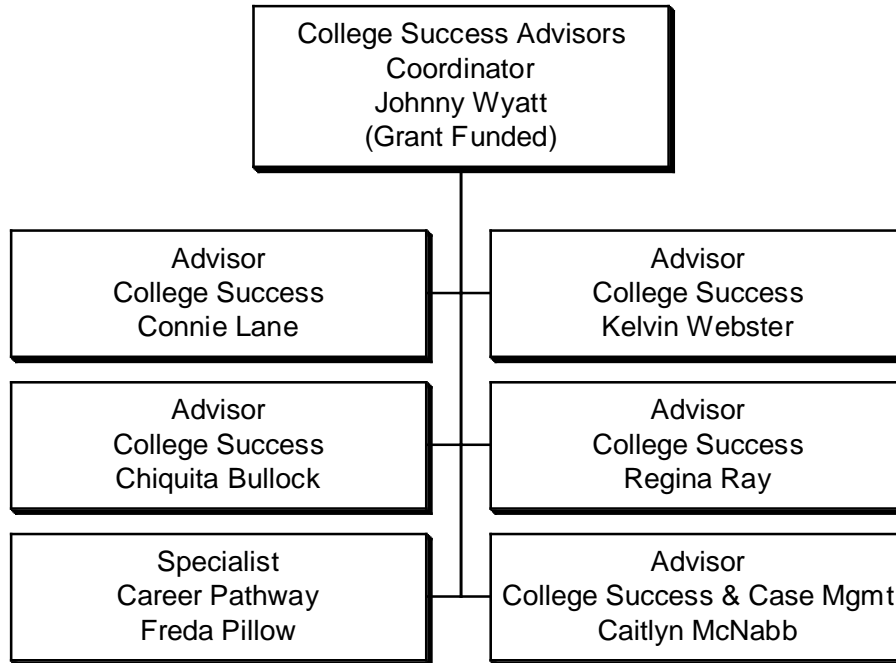 College Success Advisors
Coordinator
Johnny Wyatt
(Grant Funded)
Advisor
College Success
Connie Lane
Advisor
College Success
Kelvin Webster
Advisor
College Success
Chiquita Bullock
Advisor
College Success
Regina Ray
Specialist
Career Pathway
Freda Pillow
Advisor
College Success & Case Mgmt
Caitlyn McNabb